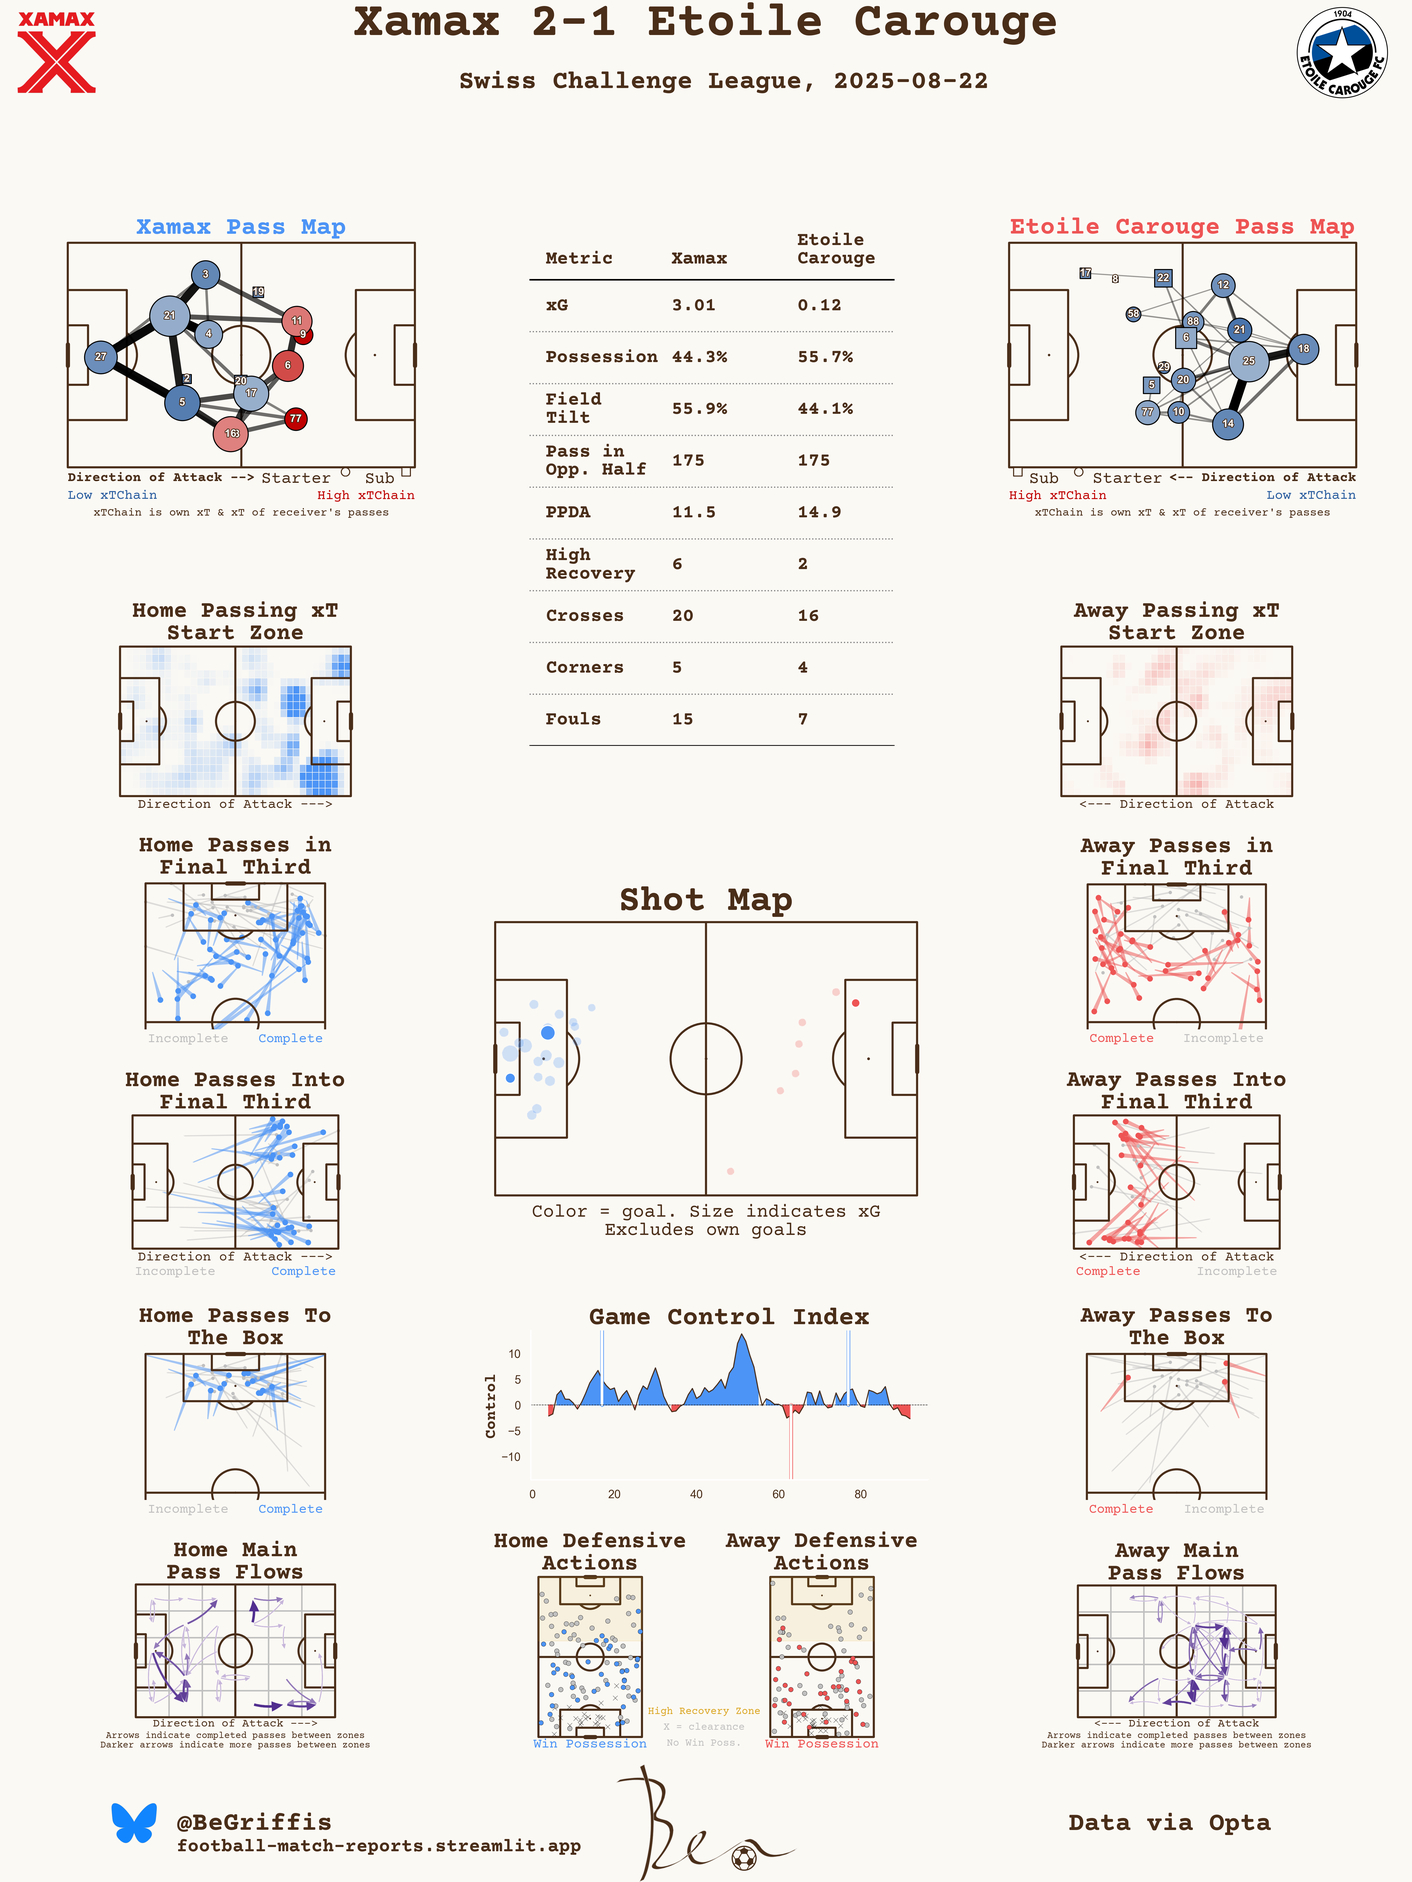 XAMAX
Xamax 2-1 Etoile Carouge
Swiss Challenge League, 2025-08-22
1904
ETOILE CAROUGE FC
Xamax Pass Map
3
19
21
11
4
9
27
6
2
20
17
5
77
16
Direction of Attack --> Starter Sub
Low xTChain High xTChain
xTChain is own xT & xT of receiver's passes
Metric Xamax Etoile Carouge
xG 3.01 0.12
Possession 44.3% 55.7%
Field Tilt 55.9% 44.1%
Pass in Opp. Half 175 175
PPDA 11.5 14.9
High Recovery 6 2
Crosses 20 16
Corners 5 4
Fouls 15 7
Etoile Carouge Pass Map
17
8
22
12
58
88
21
6
18
25
29
20
5
77
10
14
Sub Starter <-- Direction of Attack
High xTChain Low xTChain
xTChain is own xT & xT of receiver's passes
Home Passing xT
Start Zone
Direction of Attack --->
Away Passing xT
Start Zone
<--- Direction of Attack
Home Passes in
Final Third
Incomplete Complete
Away Passes in
Final Third
Complete Incomplete
Shot Map
Color = goal. Size indicates xG
Excludes own goals
Home Passes Into
Final Third
Direction of Attack --->
Incomplete Complete
Away Passes Into
Final Third
<--- Direction of Attack
Complete Incomplete
Home Passes To
The Box
Incomplete Complete
Game Control Index
Control
10
5
0
−5
−10
0 20 40 60 80
Away Passes To
The Box
Complete Incomplete
Home Main
Pass Flows
Direction of Attack --->
Arrows indicate completed passes between zones
Darker arrows indicate more passes between zones
Home Defensive
Actions
Win Possession
High Recovery Zone
X = clearance
No Win Poss.
Away Defensive
Actions
Win Possession
Away Main
Pass Flows
<--- Direction of Attack
Arrows indicate completed passes between zones
Darker arrows indicate more passes between zones
@BeGriffis
football-match-reports.streamlit.app
Ben
Data via Opta